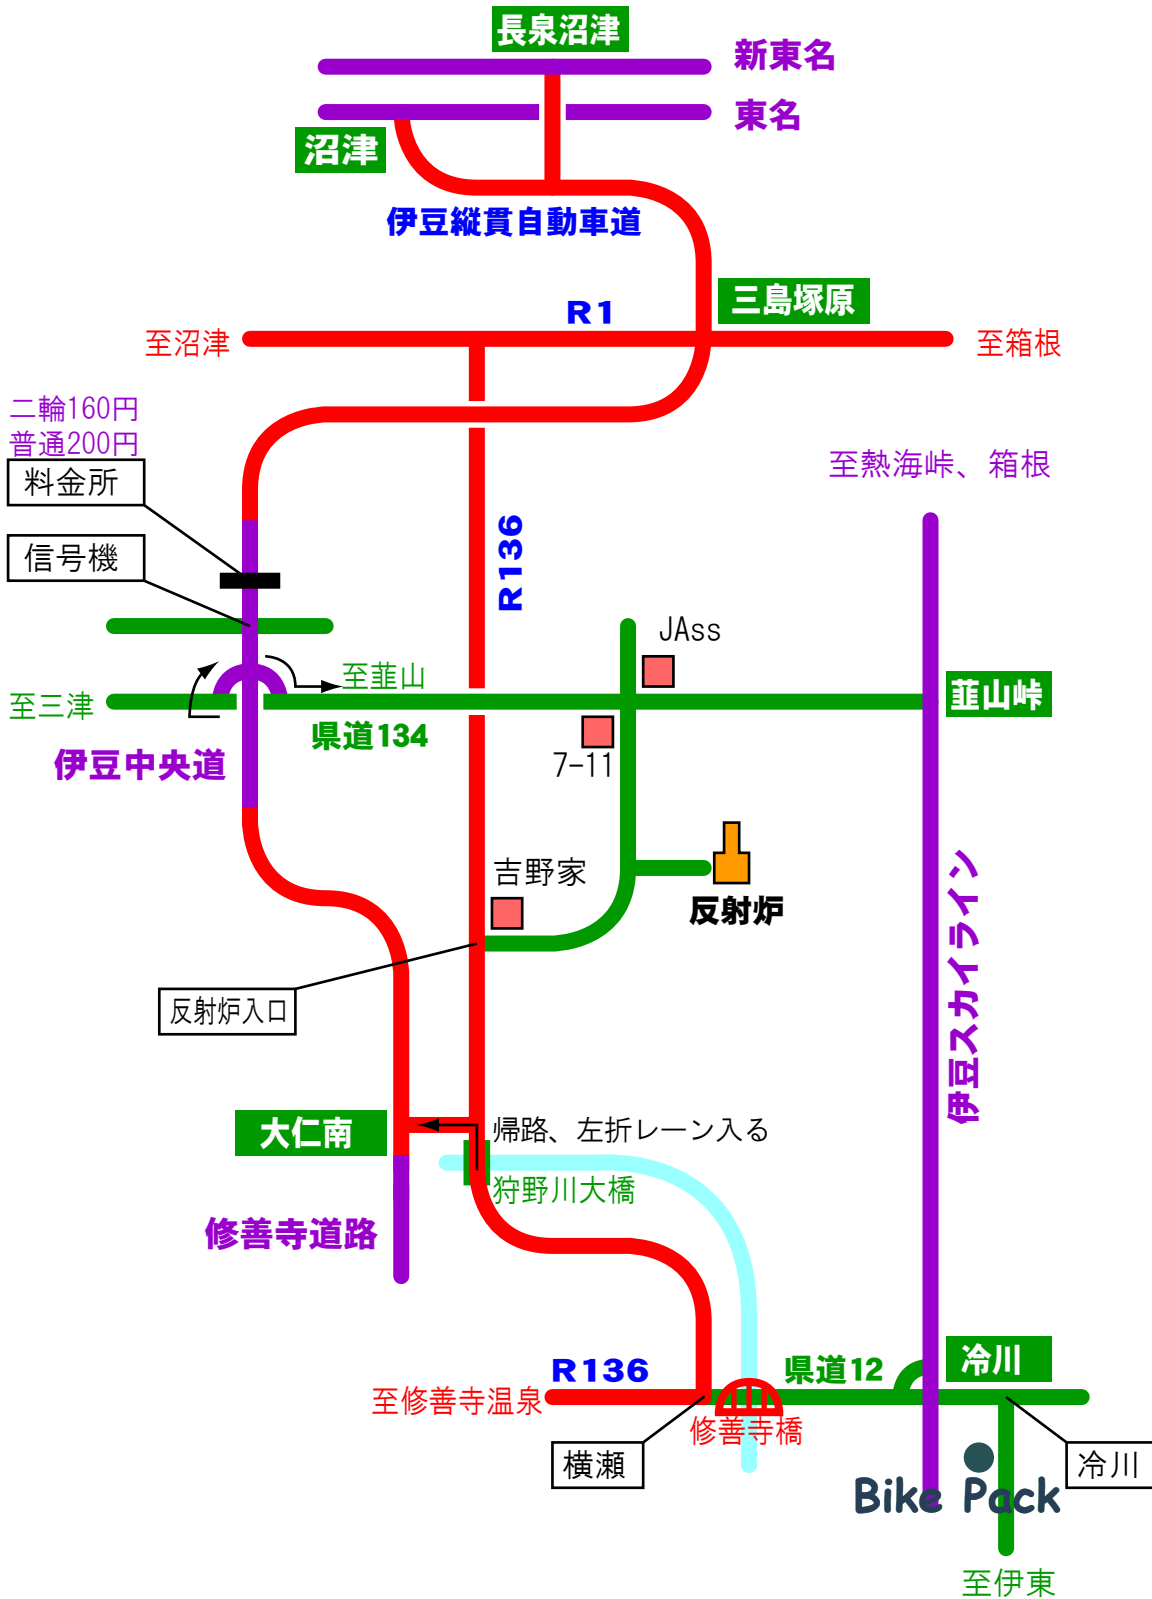 長泉沼津
新東名
東名
沼津
伊豆縦貫自動車道
三島塚原
R1
至沼津
至箱根
二輪160円
普通200円
料金所
至熱海峠、箱根
信号機
R136
JAss
至韮山
至三津
韮山峠
県道134
7-11
伊豆中央道
吉野家
反射炉
伊豆スカイライン
反射炉入口
大仁南
帰路、左折レーン入る
狩野川大橋
修善寺道路
R136
県道12
冷川
至修善寺温泉
修善寺橋
横瀬
冷川
Bike Pack
至伊東